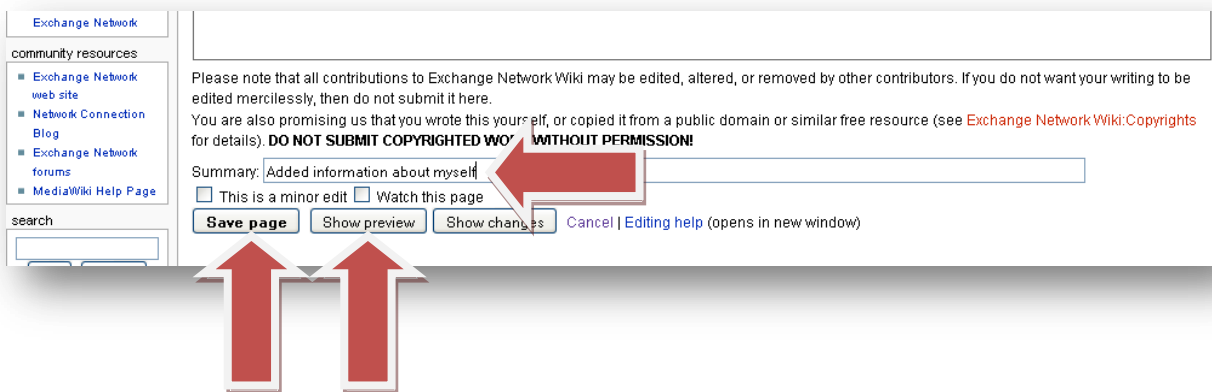 Exchange Network
community resources
Exchange Network
web site
Network Connection
Blog
Exchange Network
forums
MediaWiki Help Page
search
Please note that all contributions to Exchange Network Wiki may be edited, altered, or removed by other contributors. If you do not want your writing to be
edited mercilessly, then do not submit it here.
You are also promising us that you wrote this yourself, or copied it from a public domain or similar free resource (see Exchange Network Wiki:Copyrights
for details). DO NOT SUBMIT COPYRIGHTED WORK WITHOUT PERMISSION!
Summary: Added information about myself
This is a minor edit Watch this page
Save page Show preview Show changes Cancel | Editing help (opens in new window)